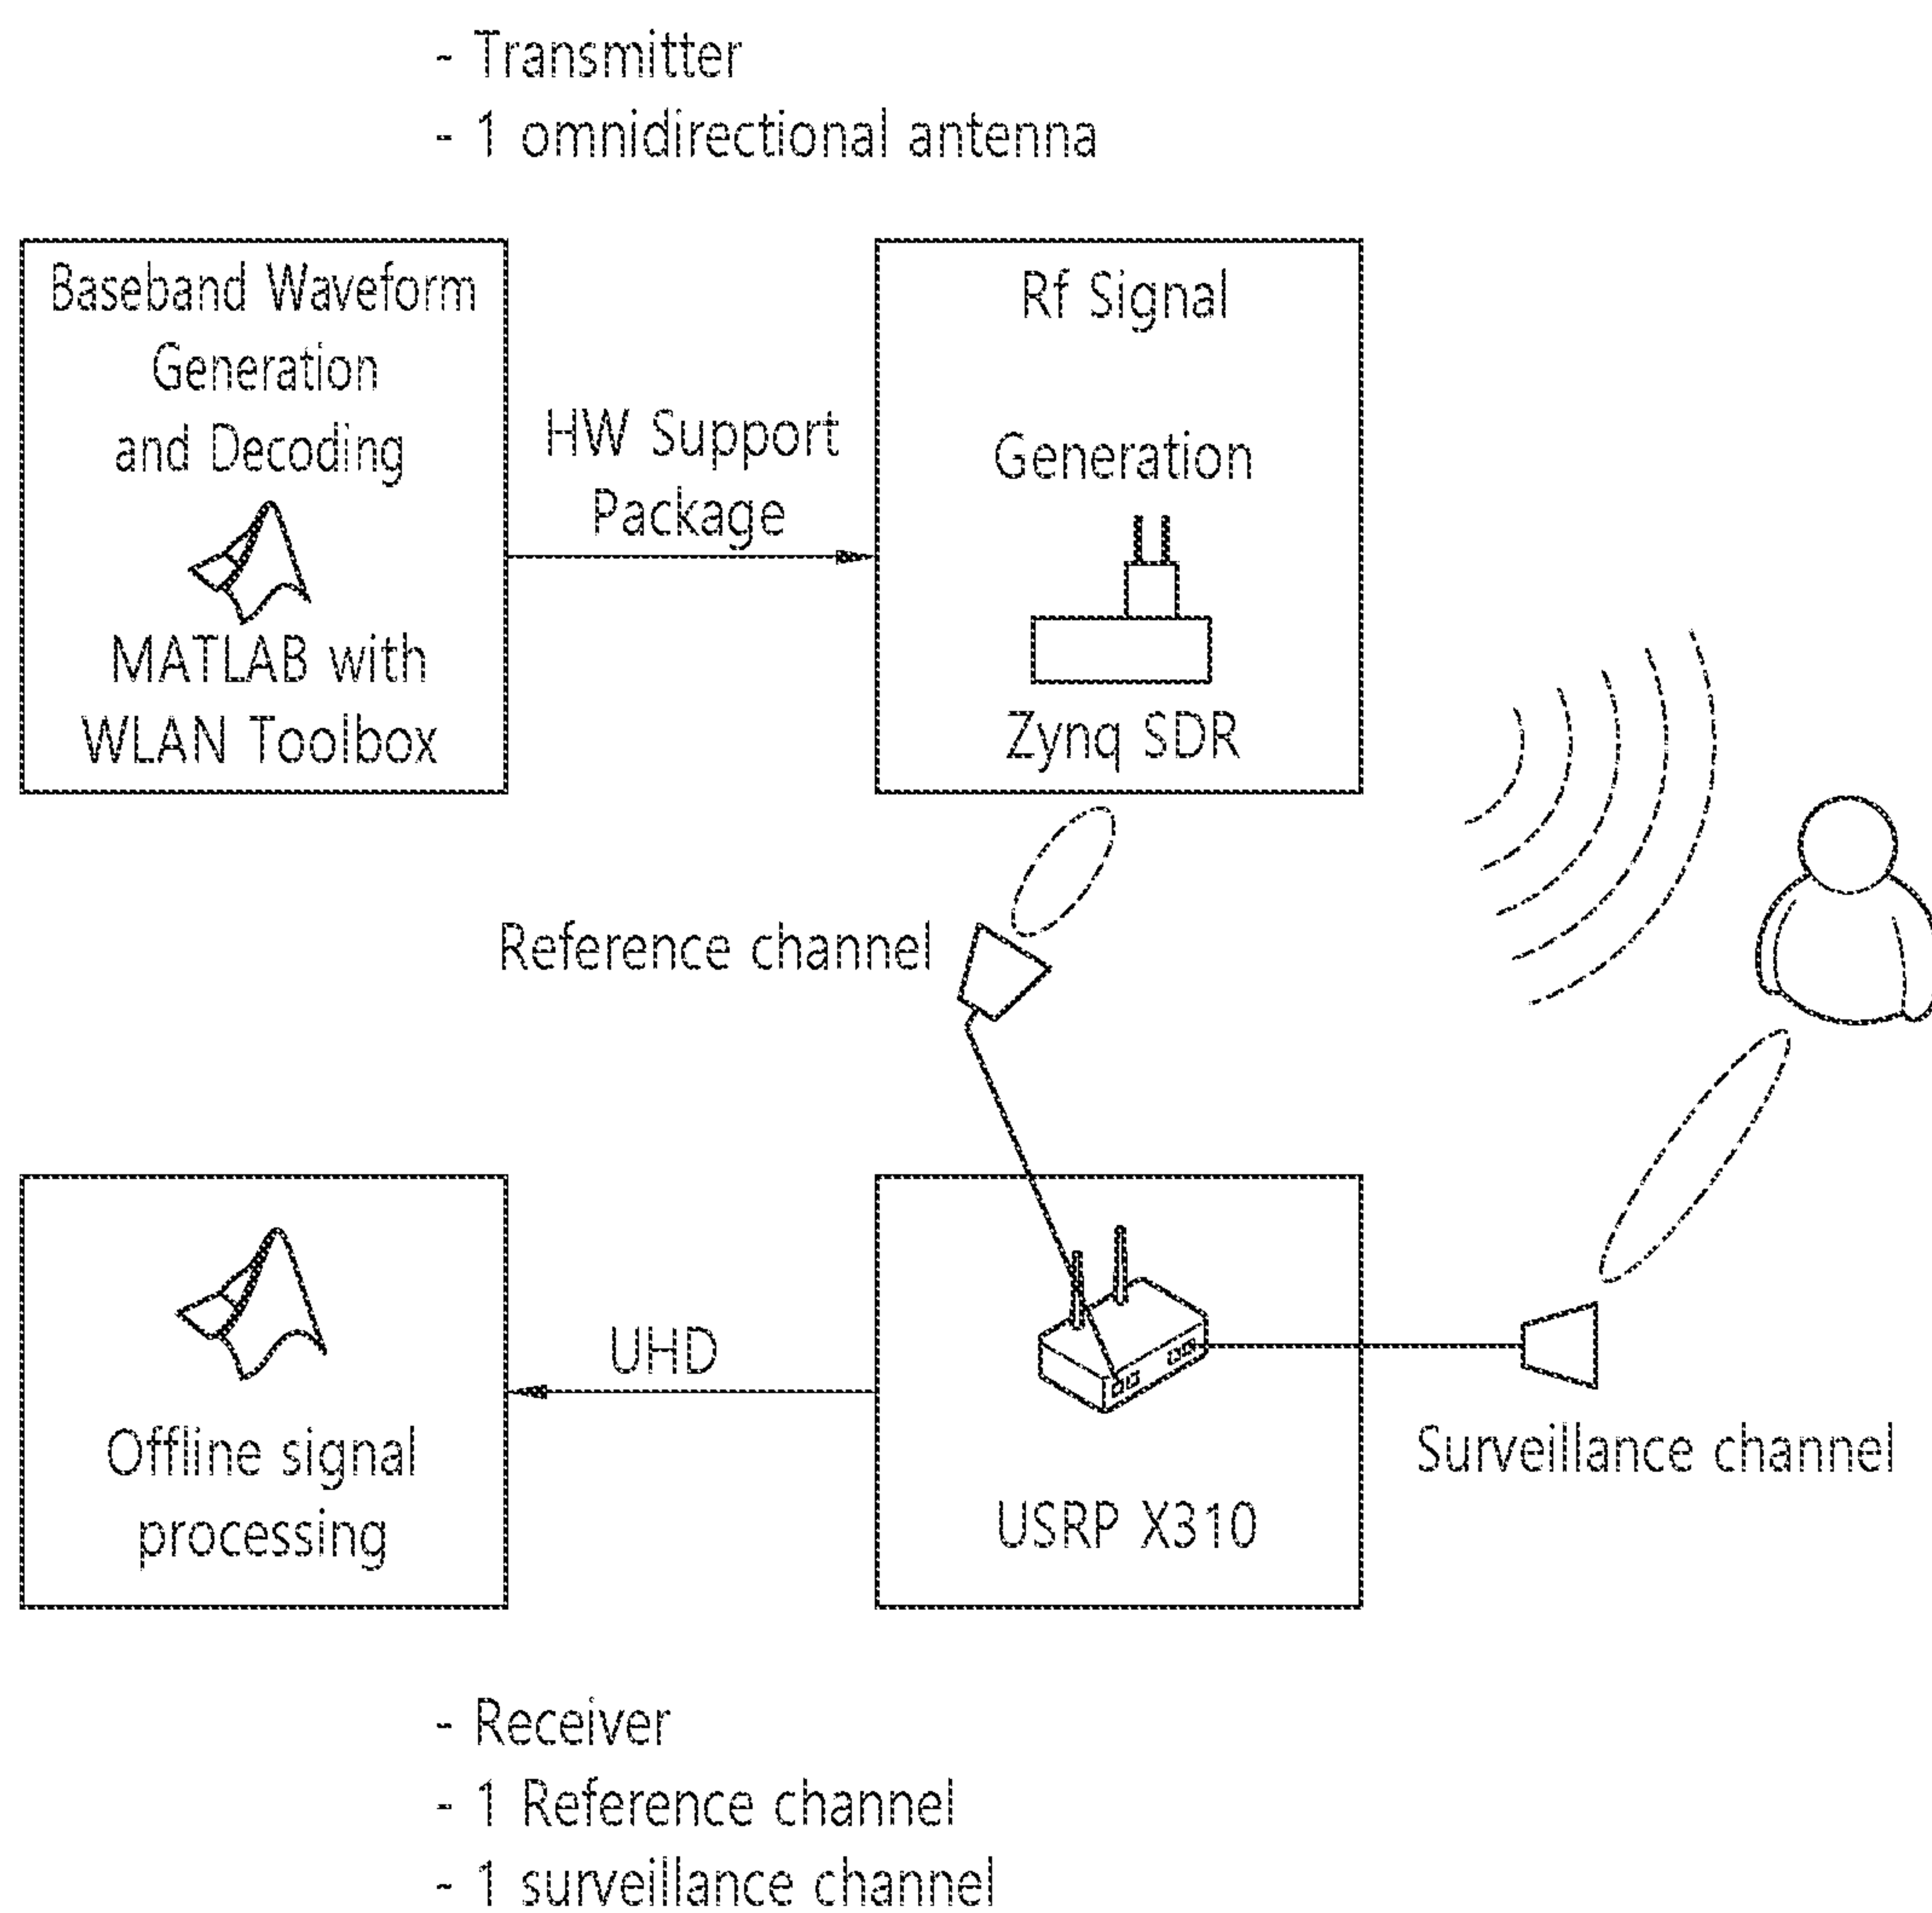 - Transmitter
- 1 omnidirectional antenna
Baseband Waveform
Generation
and Decoding
MATLAB with
WLAN Toolbox
HW Support
Package
Rf Signal
Generation
Zynq SDR
Reference channel
Offline signal
processing
UHD
USRP X310
Surveillance channel
- Receiver
- 1 Reference channel
- 1 surveillance channel